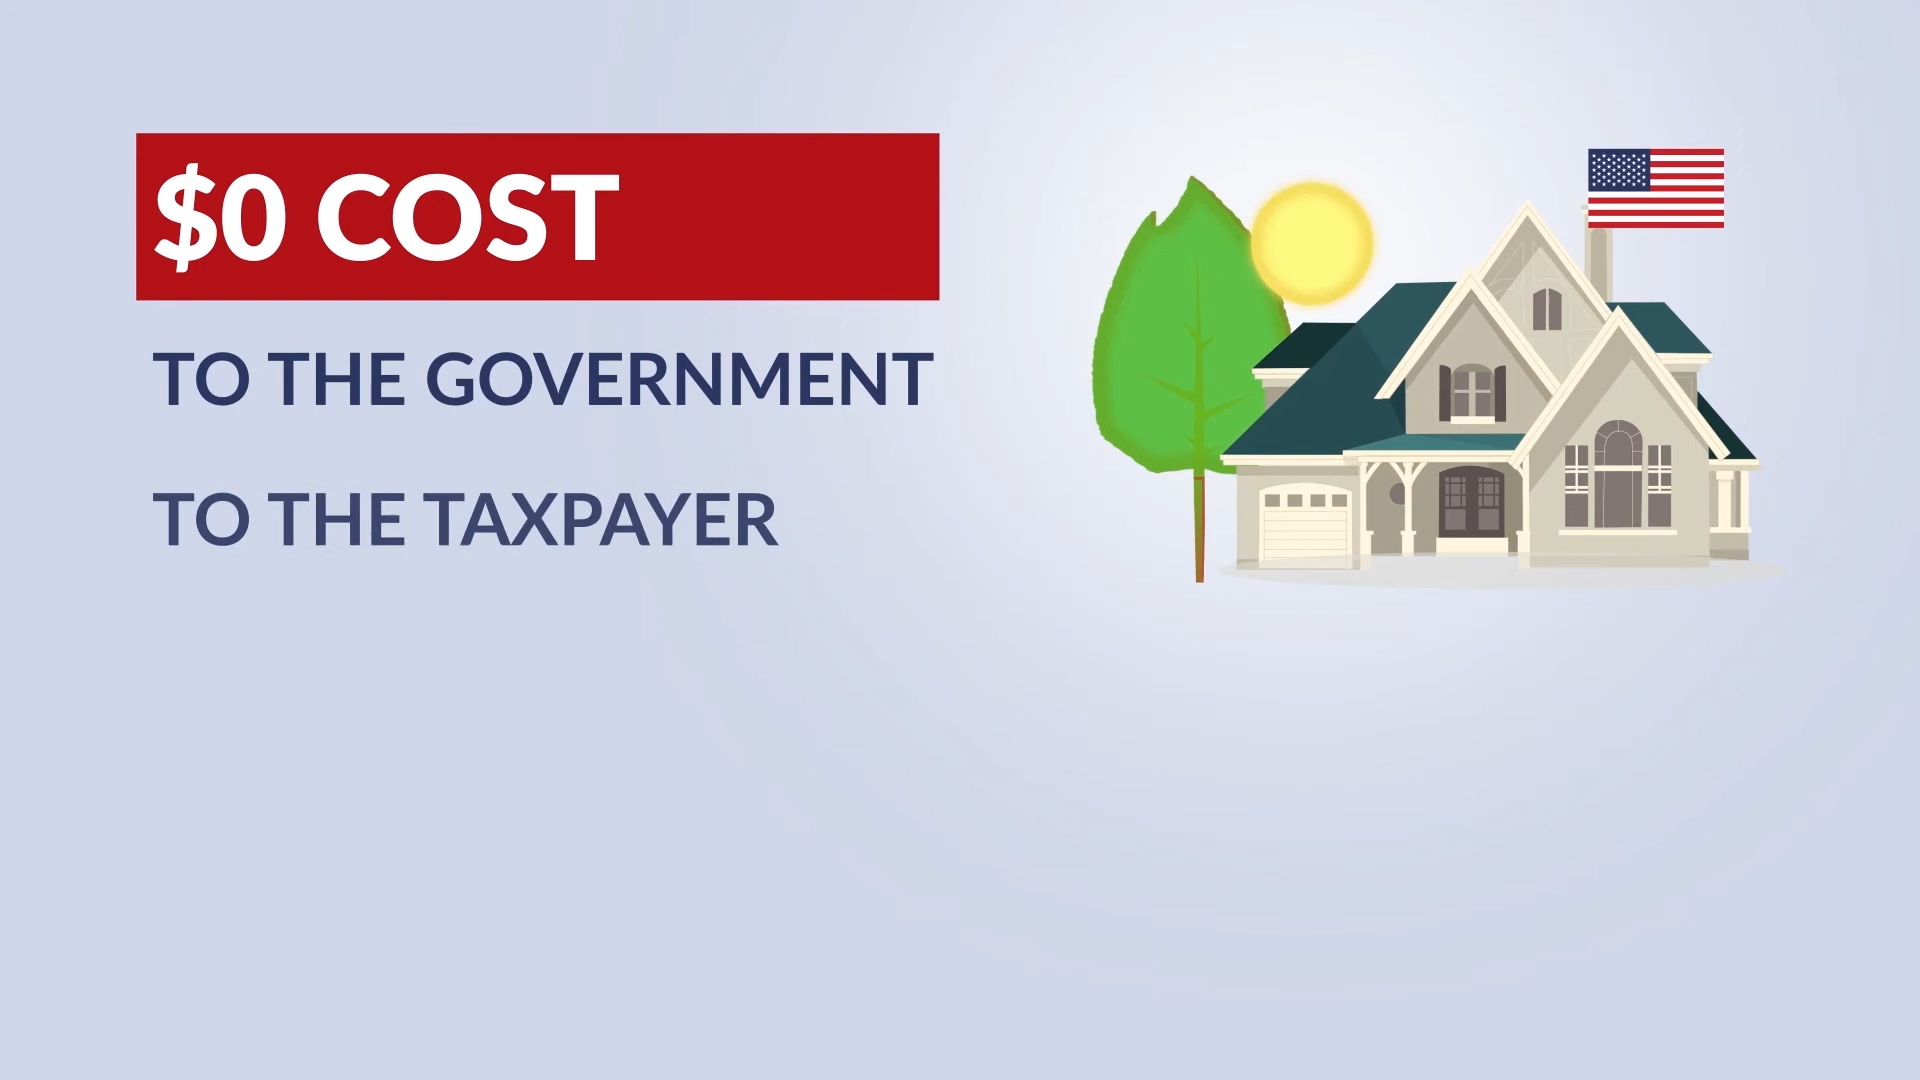 $0 COST
TO THE GOVERNMENT
TO THE TAXPAYER